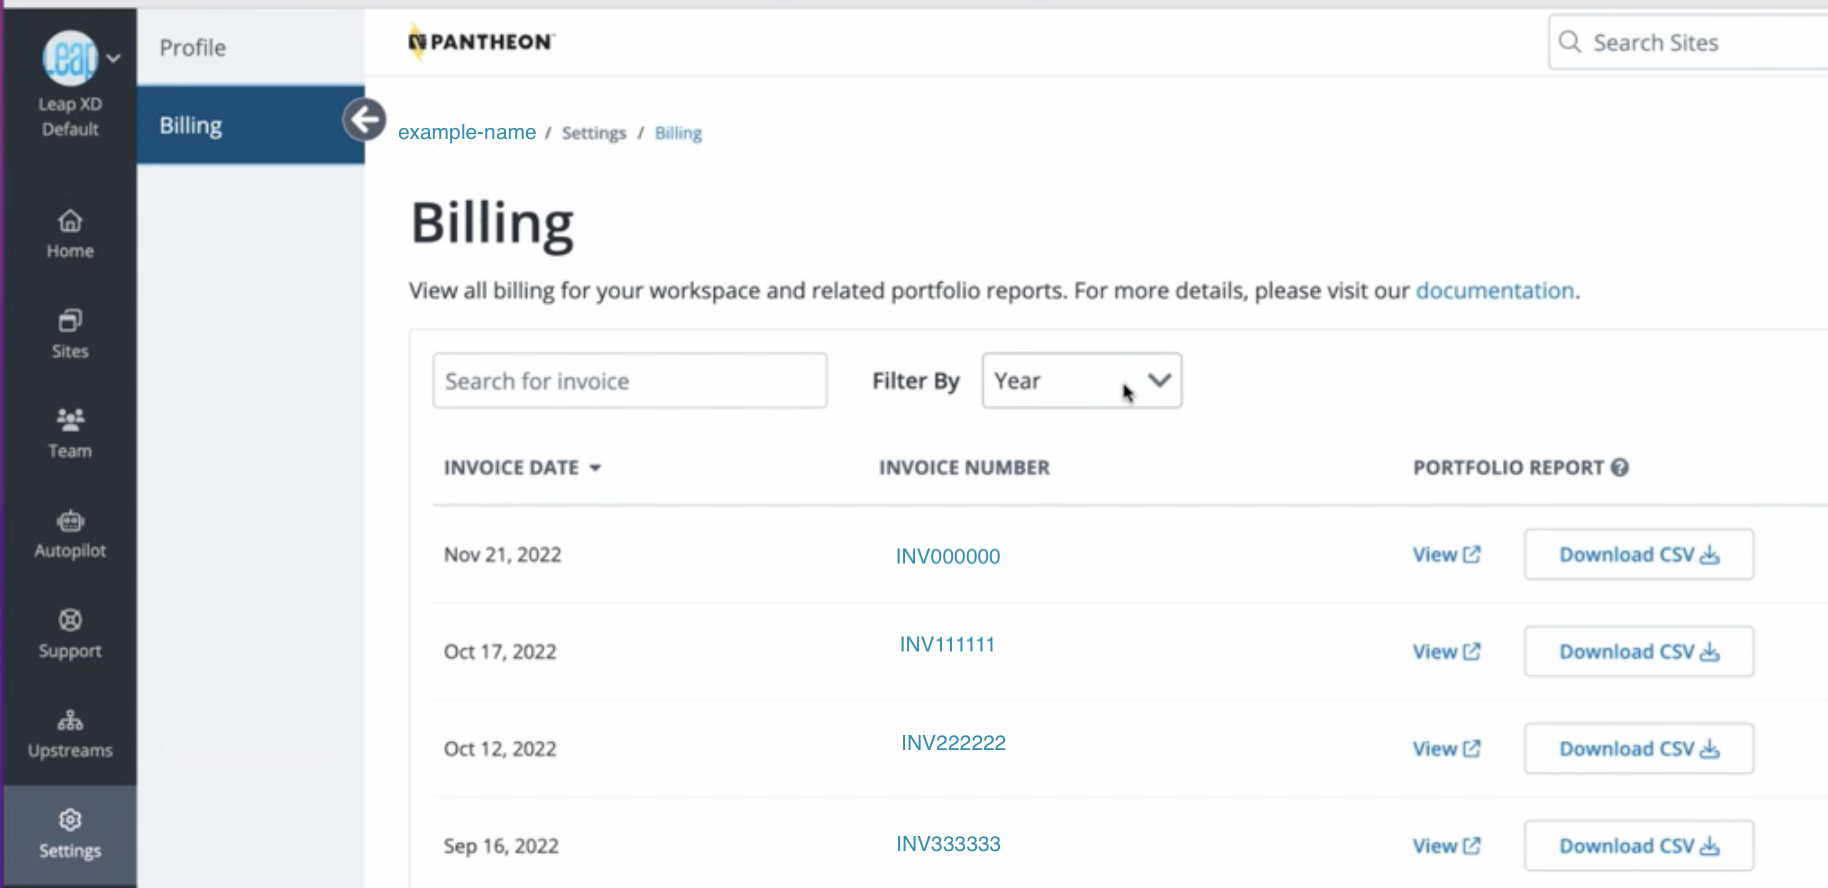 Leap
Leap XD
Default
Home
Sites
Team
Autopilot
Support
Upstreams
Settings
Profile
Billing
PANTHEON
Search Sites
example-name / Settings / Billing
Billing
View all billing for your workspace and related portfolio reports. For more details, please visit our documentation.
Search for invoice
Filter By Year
INVOICE DATE INVOICE NUMBER PORTFOLIO REPORT ?
Nov 21, 2022 INV000000 View Download CSV
Oct 17, 2022 INV111111 View Download CSV
Oct 12, 2022 INV222222 View Download CSV
Sep 16, 2022 INV333333 View Download CSV